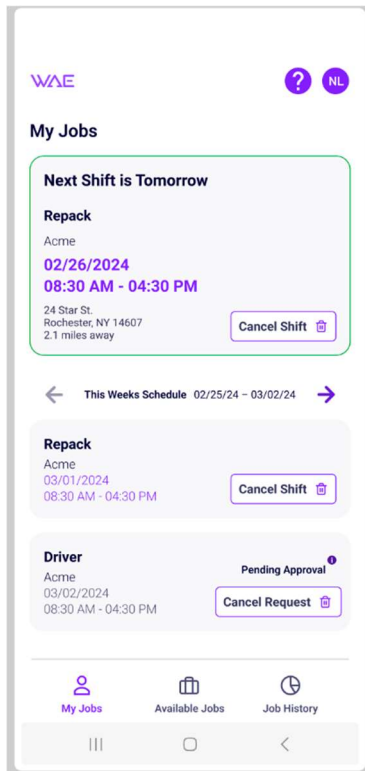 WAE
?
NL
My Jobs
Next Shift is Tomorrow
Repack
Acme
02/26/2024
08:30 AM - 04:30 PM
24 Star St.
Rochester, NY 14607
2.1 miles away
Cancel Shift
This Weeks Schedule 02/25/24 – 03/02/24
Repack
Acme
03/01/2024
08:30 AM - 04:30 PM
Cancel Shift
Driver
Acme
03/02/2024
08:30 AM - 04:30 PM
Pending Approval
Cancel Request
My Jobs
Available Jobs
Job History